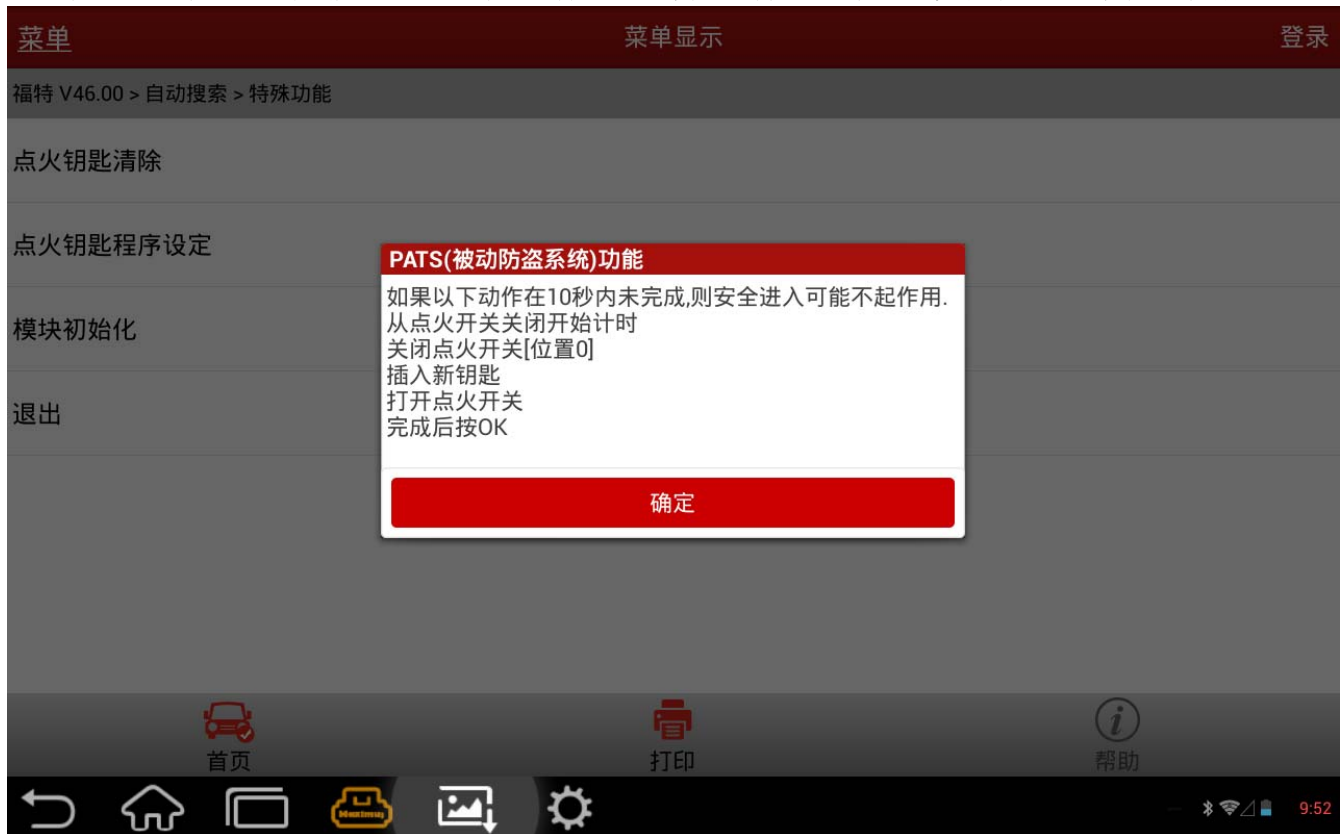 菜单
菜单显示
登录
福特 V46.00 > 自动搜索 > 特殊功能
点火钥匙清除
点火钥匙程序设定
模块初始化
退出
PATS(被动防盗系统)功能
如果以下动作在10秒内未完成,则安全进入可能不起作用.
从点火开关关闭开始计时
关闭点火开关[位置0]
插入新钥匙
打开点火开关
完成后按OK
确定
首页
打印
帮助
Maximus
9:52